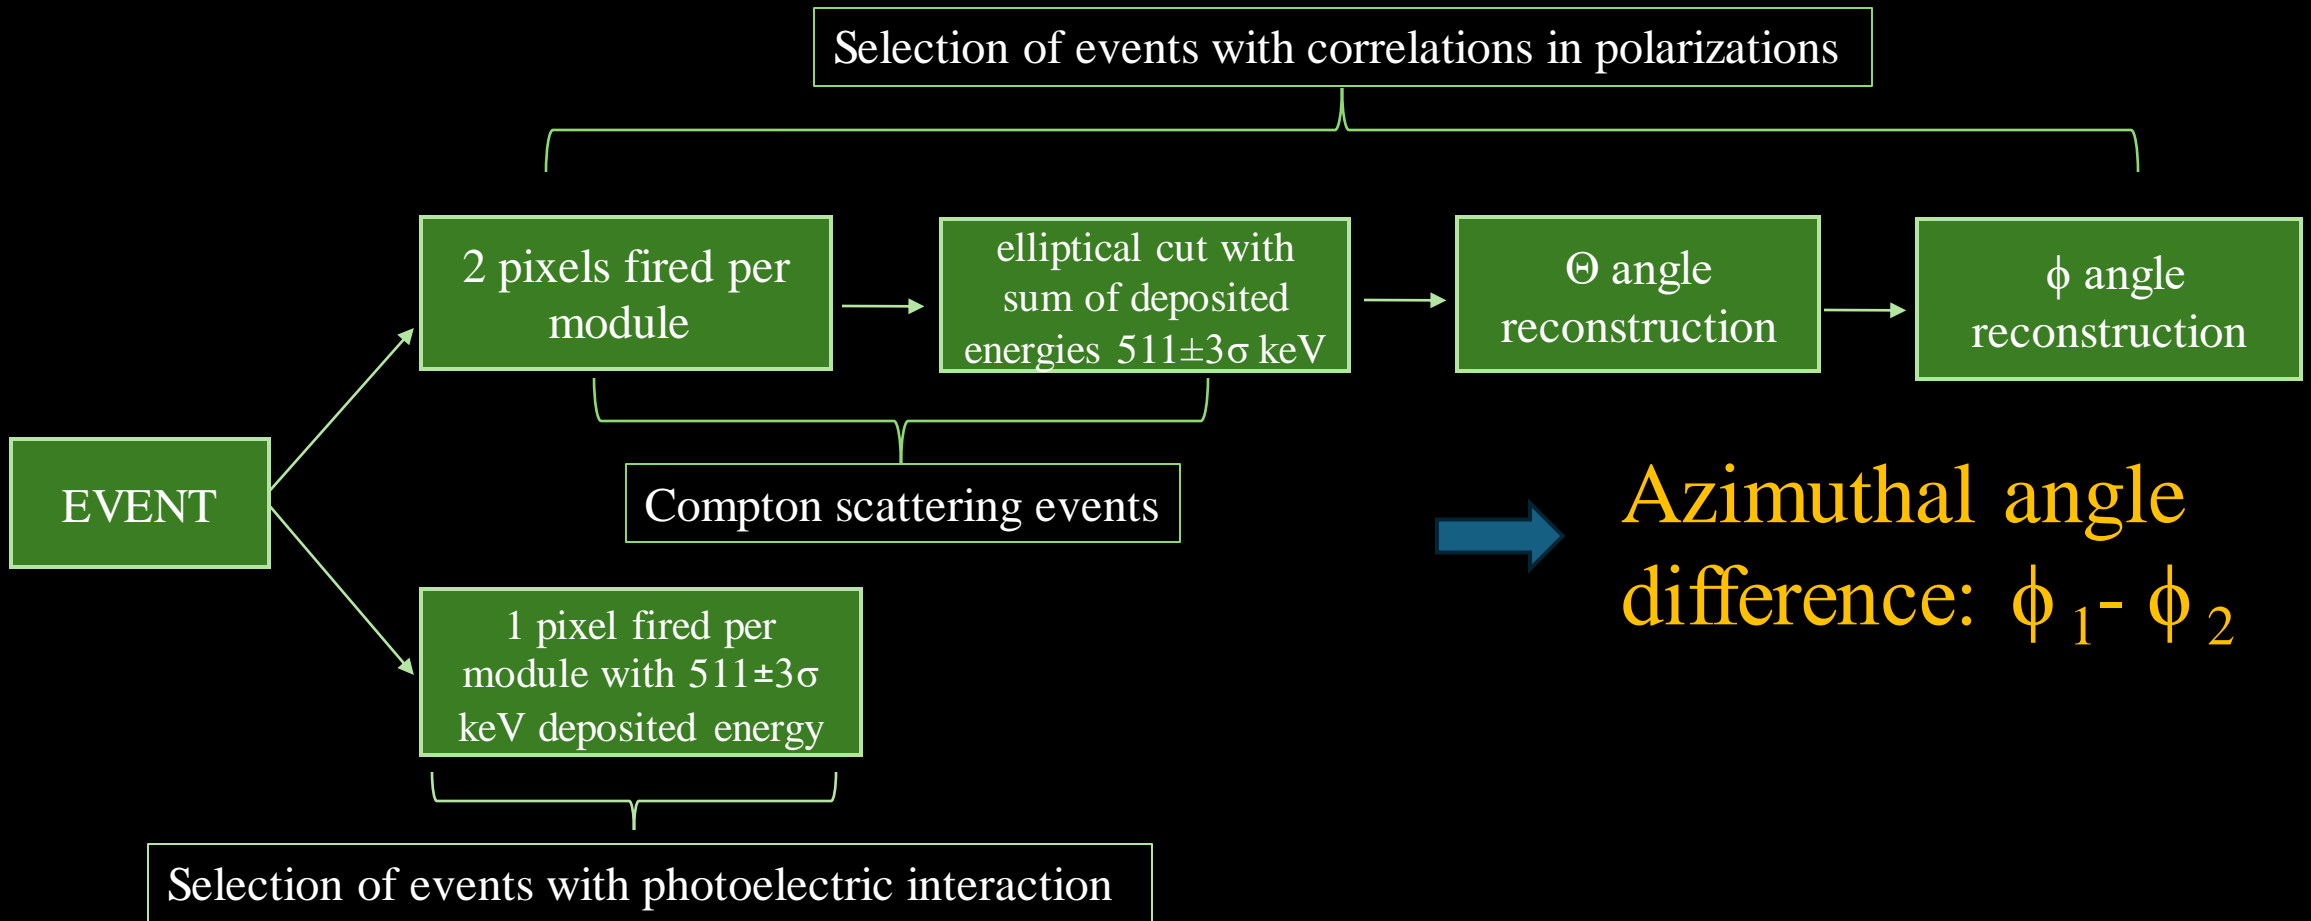 Selection of events with correlations in polarizations
2 pixels fired per
module
elliptical cut with
sum of deposited
energies 511±3σ keV
Θ angle
reconstruction
ϕ angle
reconstruction
EVENT
Compton scattering events
Azimuthal angle
difference: ϕ 1- ϕ 2
1 pixel fired per
module with 511±3σ
keV deposited energy
Selection of events with photoelectric interaction